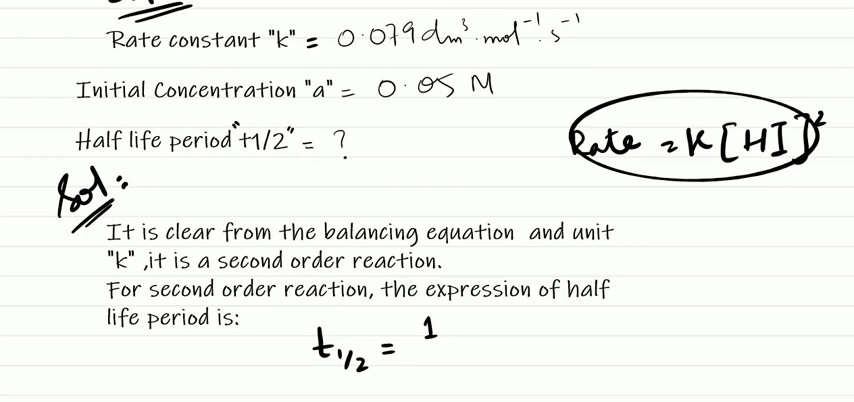 Rate constant "k" = 0.079 dm³.mol⁻¹.s⁻¹
Initial Concentration "a" = 0.05 M
Half life period "t1/2" = ?
Rate = K [HI]²
Sol:
It is clear from the balancing equation and unit
"k" ,it is a second order reaction.
For second order reaction, the expression of half
life period is:
t1/2 = 1